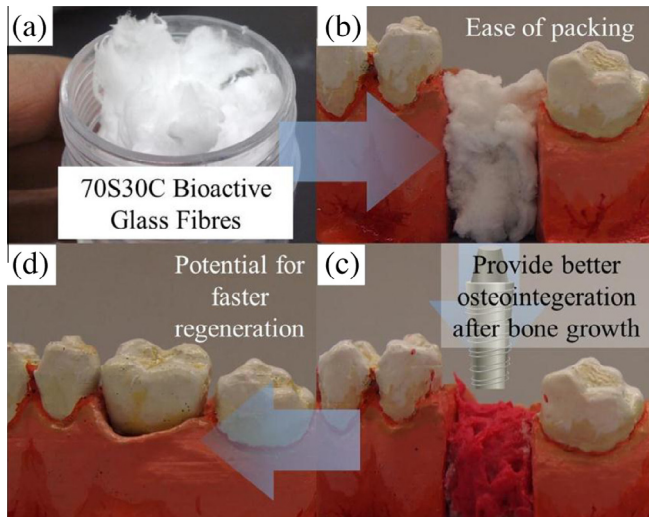 (a)
70S30C Bioactive
Glass Fibres
(b)
Ease of packing
(d)
Potential for
faster
regeneration
(c)
Provide better
osteointegeration
after bone growth